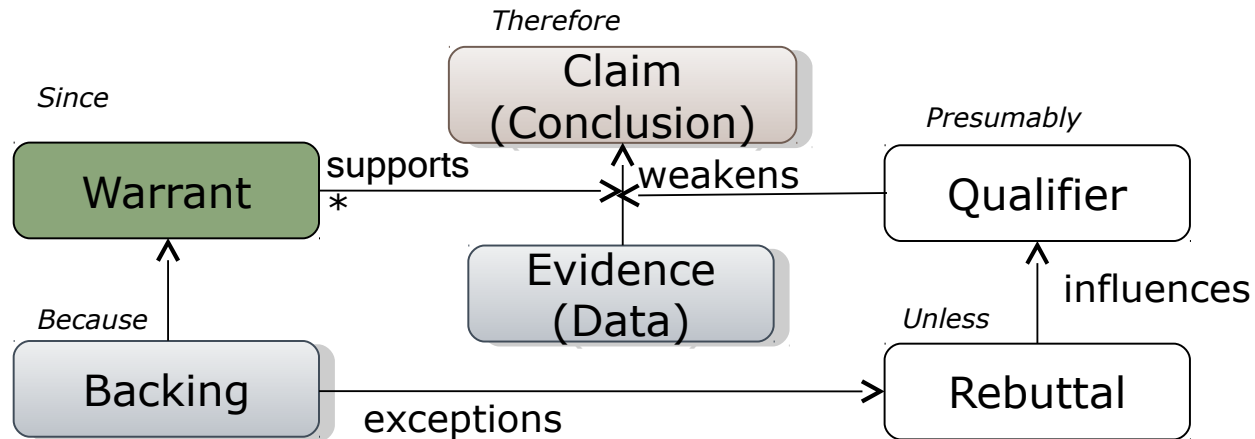 Therefore
Claim
(Conclusion)
Since
Presumably
Warrant
supports
*
weakens
Qualifier
Evidence
(Data)
influences
Because
Unless
Backing
exceptions
Rebuttal